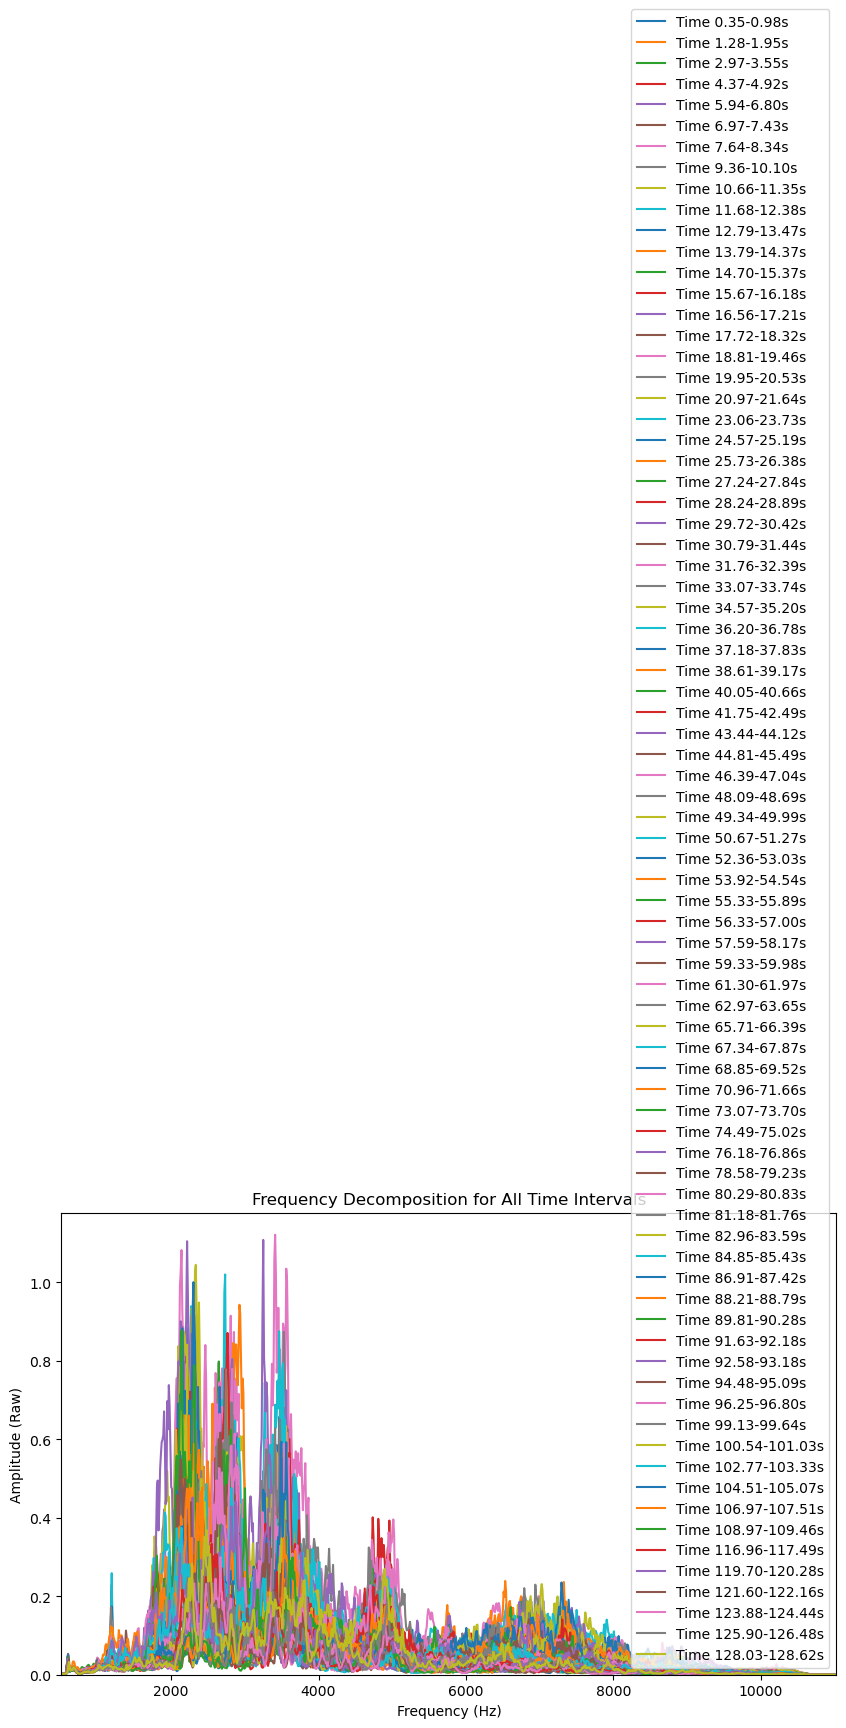 Time 0.35-0.98s
Time 1.28-1.95s
Time 2.97-3.55s
Time 4.37-4.92s
Time 5.94-6.80s
Time 6.97-7.43s
Time 7.64-8.34s
Time 9.36-10.10s
Time 10.66-11.35s
Time 11.68-12.38s
Time 12.79-13.47s
Time 13.79-14.37s
Time 14.70-15.37s
Time 15.67-16.18s
Time 16.56-17.21s
Time 17.72-18.32s
Time 18.81-19.46s
Time 19.95-20.53s
Time 20.97-21.64s
Time 23.06-23.73s
Time 24.57-25.19s
Time 25.73-26.38s
Time 27.24-27.84s
Time 28.24-28.89s
Time 29.72-30.42s
Time 30.79-31.44s
Time 31.76-32.39s
Time 33.07-33.74s
Time 34.57-35.20s
Time 36.20-36.78s
Time 37.18-37.83s
Time 38.61-39.17s
Time 40.05-40.66s
Time 41.75-42.49s
Time 43.44-44.12s
Time 44.81-45.49s
Time 46.39-47.04s
Time 48.09-48.69s
Time 49.34-49.99s
Time 50.67-51.27s
Time 52.36-53.03s
Time 53.92-54.54s
Time 55.33-55.89s
Time 56.33-57.00s
Time 57.59-58.17s
Time 59.33-59.98s
Time 61.30-61.97s
Time 62.97-63.65s
Time 65.71-66.39s
Time 67.34-67.87s
Time 68.85-69.52s
Time 70.96-71.66s
Time 73.07-73.70s
Time 74.49-75.02s
Time 76.18-76.86s
Time 78.58-79.23s
Time 80.29-80.83s
Time 81.18-81.76s
Time 82.96-83.59s
Time 84.85-85.43s
Time 86.91-87.42s
Time 88.21-88.79s
Time 89.81-90.28s
Time 91.63-92.18s
Time 92.58-93.18s
Time 94.48-95.09s
Time 96.25-96.80s
Time 99.13-99.64s
Time 100.54-101.03s
Time 102.77-103.33s
Time 104.51-105.07s
Time 106.97-107.51s
Time 108.97-109.46s
Time 116.96-117.49s
Time 119.70-120.28s
Time 121.60-122.16s
Time 123.88-124.44s
Time 125.90-126.48s
Time 128.03-128.62s
Frequency Decomposition for All Time Intervals
Amplitude (Raw)
1.0
0.8
0.6
0.4
0.2
0.0
2000
4000
6000
8000
10000
Frequency (Hz)